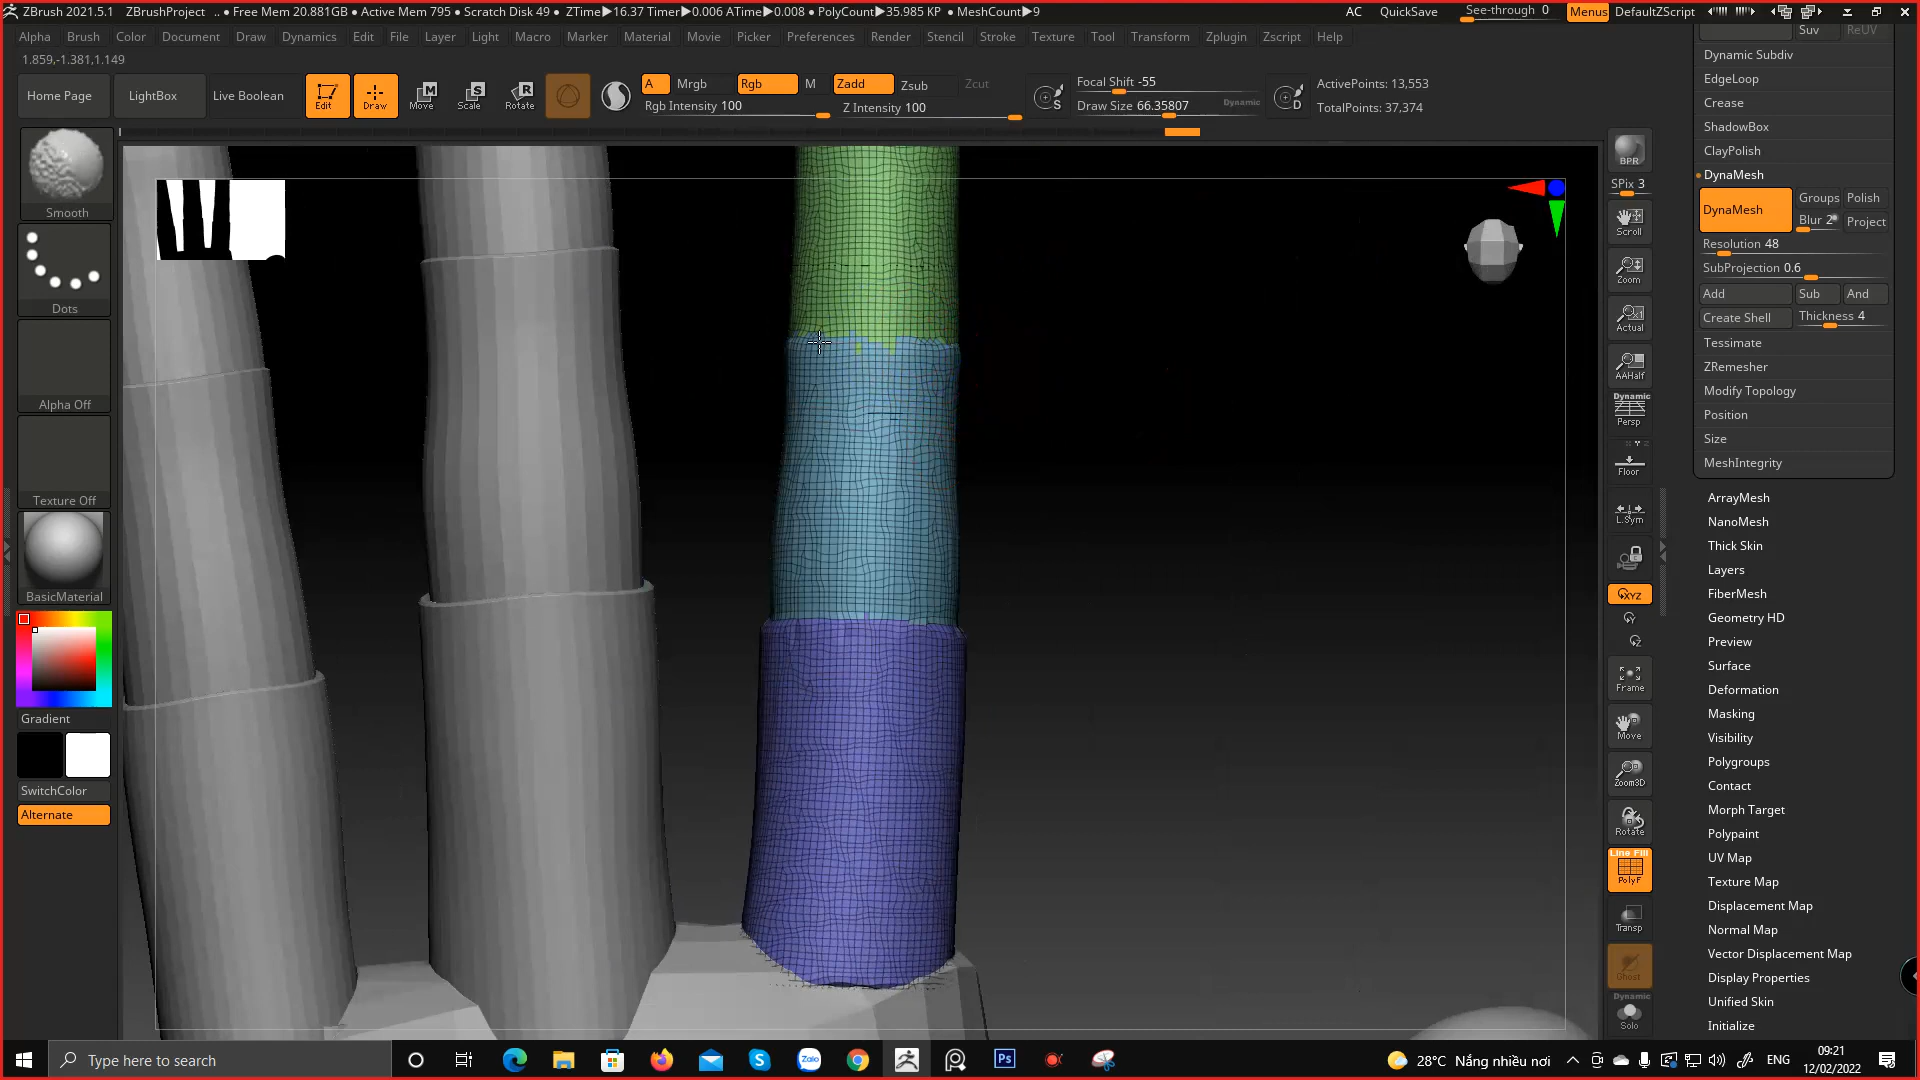 ZBrush 2021.5.1 ZBrushProject .. • Free Mem 20.881GB • Active Mem 795 • Scratch Disk 49 • ZTime▶16.37 Timer▶0.006 ATime▶0.008 • PolyCount▶35.985 KP • MeshCount▶9 AC QuickSave See-through 0 Menus DefaultZScript
Alpha Brush Color Document Draw Dynamics Edit File Layer Light Macro Marker Material Movie Picker Preferences Render Stencil Stroke Texture Tool Transform Zplugin Zscript Help
1.859,-1.381,1.149
Home Page LightBox Live Boolean Edit Draw Move Scale Rotate
A Mrgb Rgb M Zadd Zsub Zcut
Rgb Intensity 100 Z Intensity 100
S Focal Shift -55
Draw Size 66.35807 Dynamic D
ActivePoints: 13,553
TotalPoints: 37,374
Smooth
Dots
Alpha Off
Texture Off
BasicMaterial
Gradient
SwitchColor
Alternate
BPR
SPix 3
Scroll
Zoom
Actual
AAHalf
Dynamic
Persp
Floor
L.Sym
XYZ
Y
Z
Frame
Move
Zoom3D
Rotate
Line Fill
PolyF
Transp
Ghost
Dynamic
Solo
Suv ReUV
Dynamic Subdiv
EdgeLoop
Crease
ShadowBox
ClayPolish
DynaMesh
DynaMesh Groups Polish
Blur 2 Project
Resolution 48
SubProjection 0.6
Add Sub And
Create Shell Thickness 4
Tessimate
ZRemesher
Modify Topology
Position
Size
MeshIntegrity
ArrayMesh
NanoMesh
Thick Skin
Layers
FiberMesh
Geometry HD
Preview
Surface
Deformation
Masking
Visibility
Polygroups
Contact
Morph Target
Polypaint
UV Map
Texture Map
Displacement Map
Normal Map
Vector Displacement Map
Display Properties
Unified Skin
Initialize
Type here to search
Zalo
Ps
28°C Nắng nhiều nơi
ENG
09:21
12/02/2022